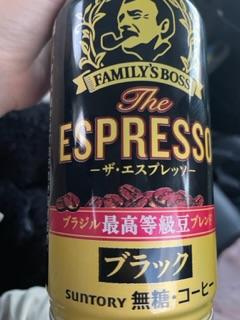 FAMILY'S BOSS
The
ESPRESSO
ーザ・エスプレッソー
ブラジル最高等級豆ブレンド
ブラック
SUNTORY 無糖・コーヒー